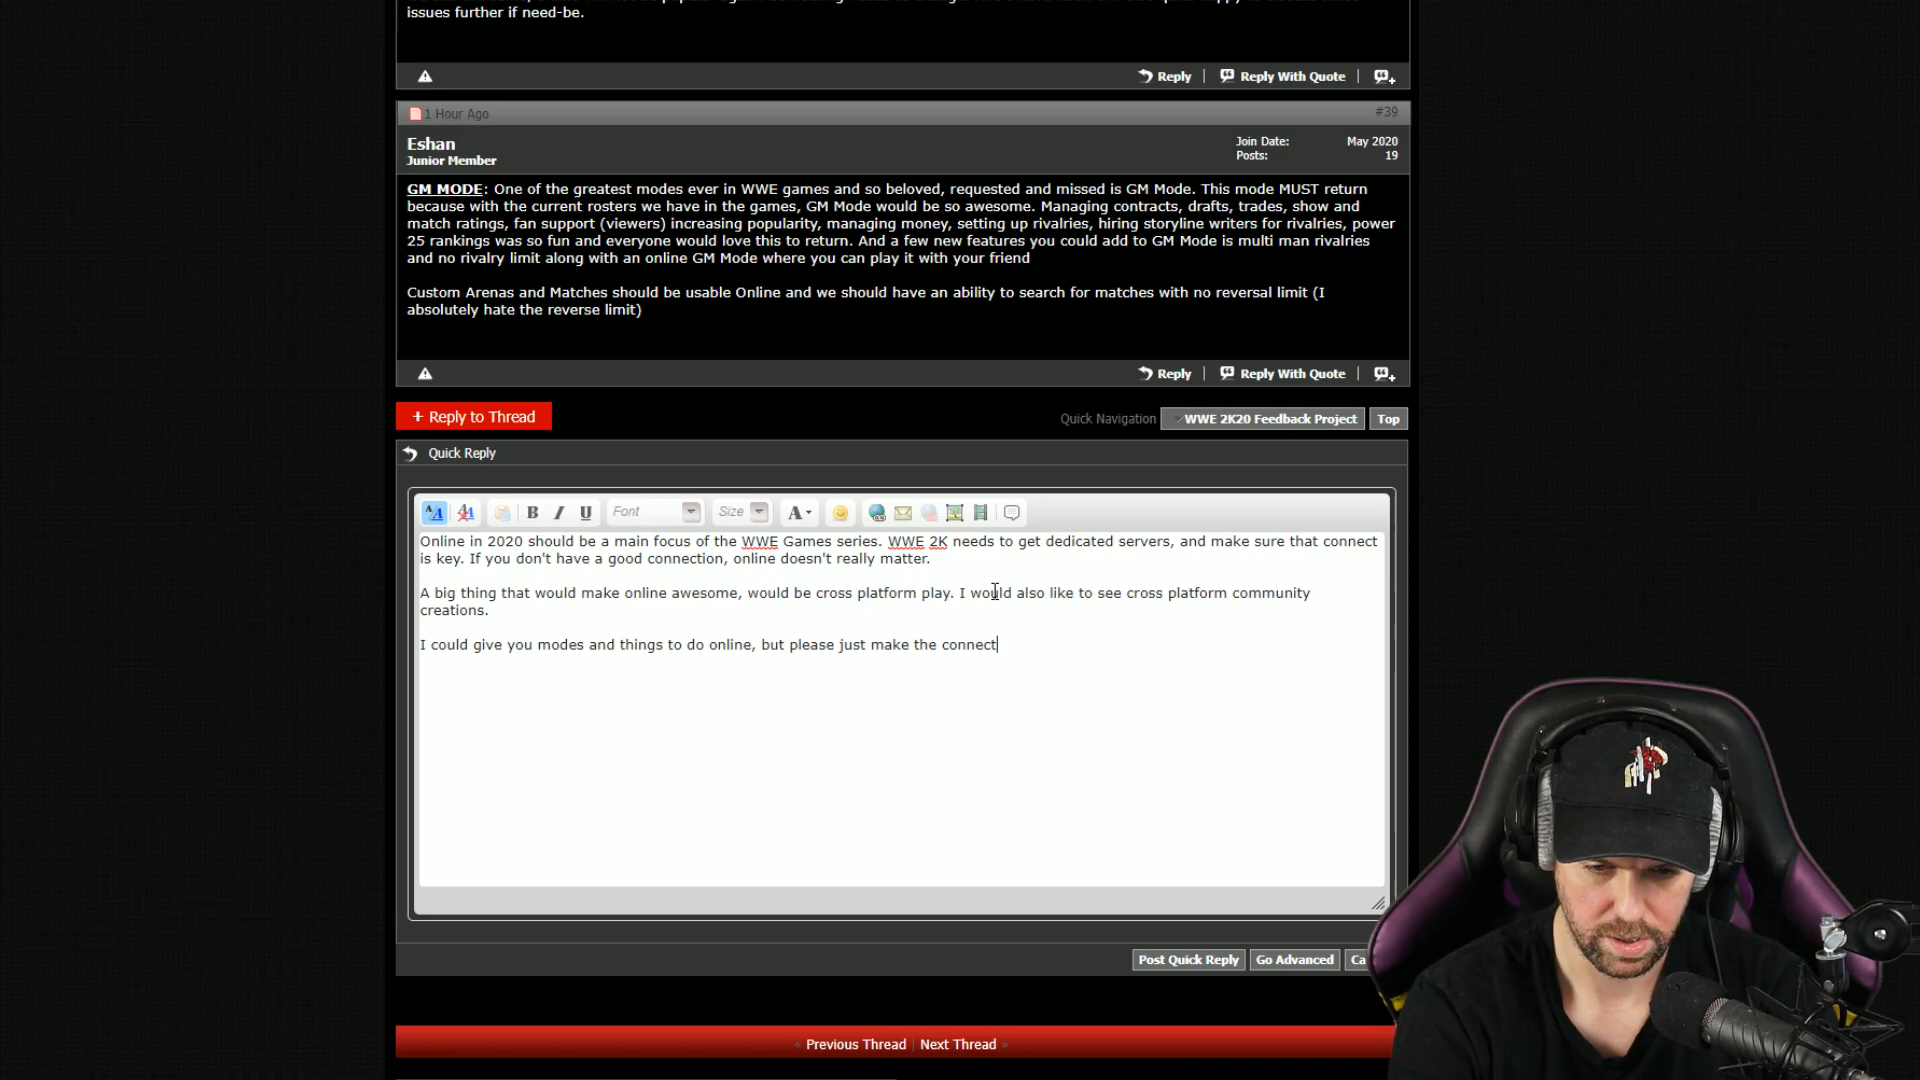 issues further if need-be.
Reply | Reply With Quote |
1 Hour Ago #39
Eshan
Junior Member
Join Date: May 2020
Posts: 19
GM MODE: One of the greatest modes ever in WWE games and so beloved, requested and missed is GM Mode. This mode MUST return
because with the current rosters we have in the games, GM Mode would be so awesome. Managing contracts, drafts, trades, show and
match ratings, fan support (viewers) increasing popularity, managing money, setting up rivalries, hiring storyline writers for rivalries, power
25 rankings was so fun and everyone would love this to return. And a few new features you could add to GM Mode is multi man rivalries
and no rivalry limit along with an online GM Mode where you can play it with your friend
Custom Arenas and Matches should be usable Online and we should have an ability to search for matches with no reversal limit (I
absolutely hate the reverse limit)
Reply | Reply With Quote |
+ Reply to Thread
Quick Navigation WWE 2K20 Feedback Project Top
Quick Reply
B I U Font Size A
Online in 2020 should be a main focus of the WWE Games series. WWE 2K needs to get dedicated servers, and make sure that connect
is key. If you don't have a good connection, online doesn't really matter.
A big thing that would make online awesome, would be cross platform play. I would also like to see cross platform community
creations.
I could give you modes and things to do online, but please just make the connect
Post Quick Reply Go Advanced Ca
« Previous Thread | Next Thread »